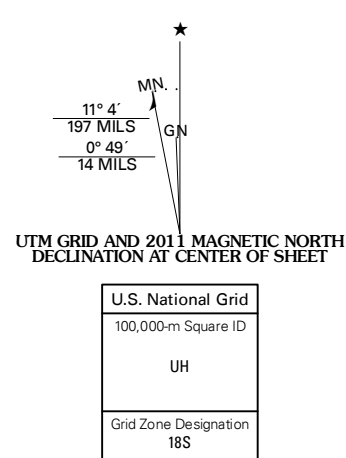 ★
MN
11° 4´
197 MILS
GN
0° 49´
14 MILS
UTM GRID AND 2011 MAGNETIC NORTH
DECLINATION AT CENTER OF SHEET
U.S. National Grid
100,000-m Square ID
UH
Grid Zone Designation
18S